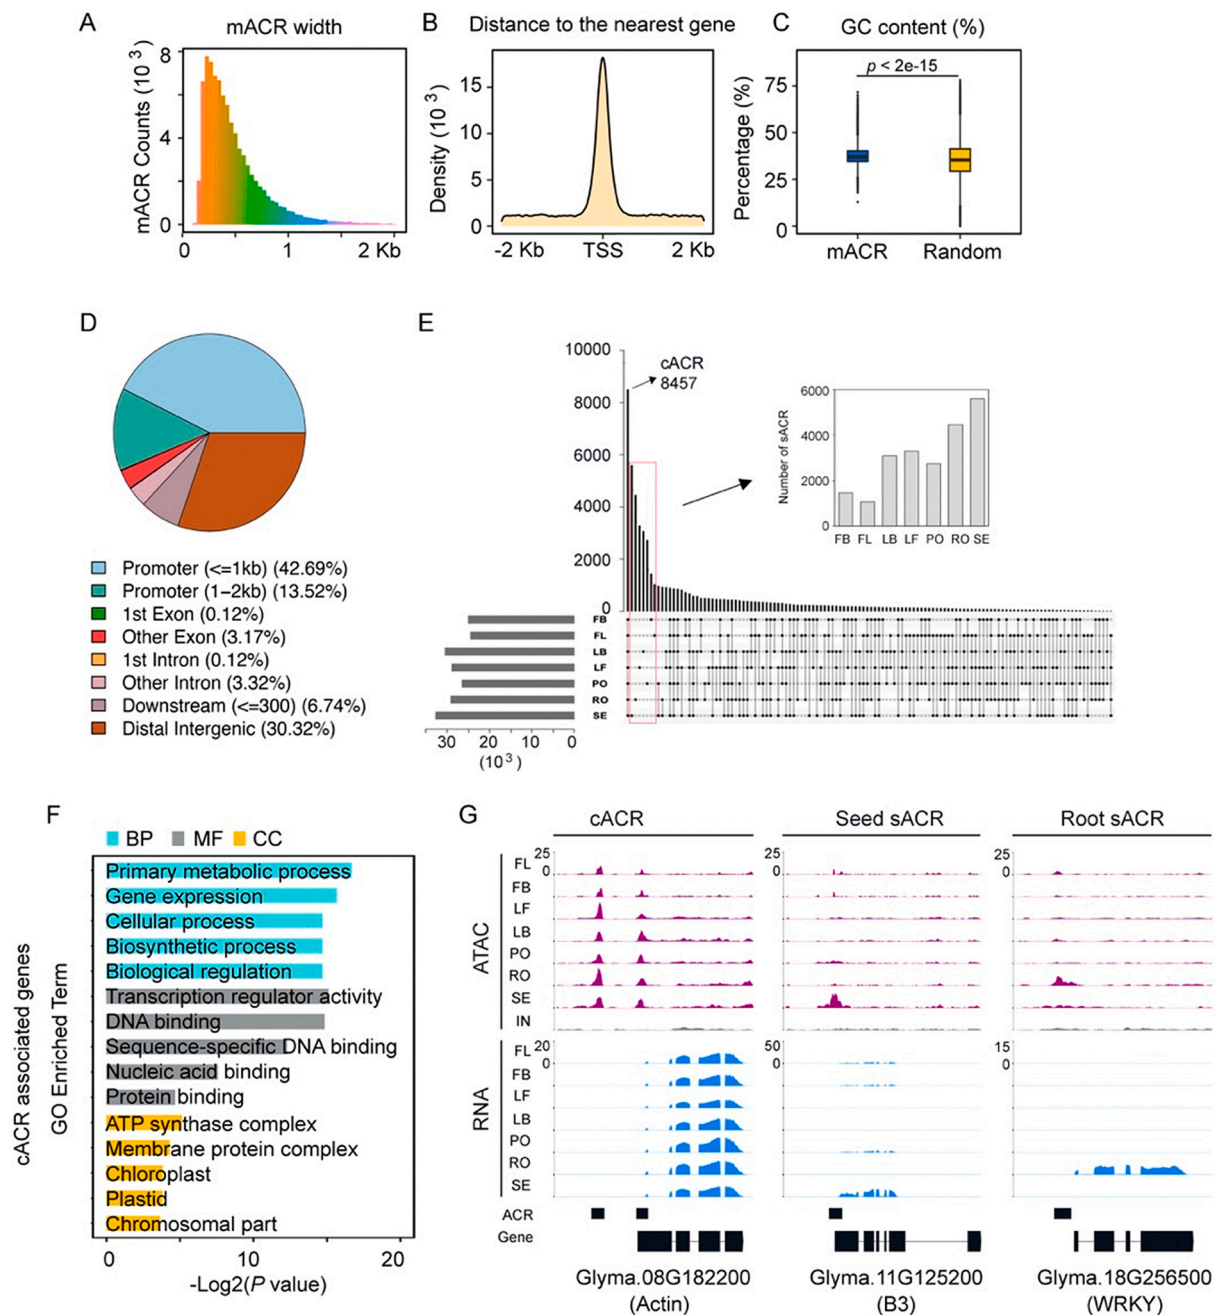 A
mACR width
mACR Counts (10 3)
8
4
0
0
1
2 Kb
B
Distance to the nearest gene
Density (10 3)
15
10
5
0
-2 Kb
TSS
2 Kb
C
GC content (%)
Percentage (%)
p < 2e-15
75
50
25
0
mACR
Random
D
Promoter (<=1kb) (42.69%)
Promoter (1−2kb) (13.52%)
1st Exon (0.12%)
Other Exon (3.17%)
1st Intron (0.12%)
Other Intron (3.32%)
Downstream (<=300) (6.74%)
Distal Intergenic (30.32%)
E
10000
8000
6000
4000
2000
0
cACR
8457
Number of sACR
6000
4000
2000
0
FB FL LB LF PO RO SE
FB
FL
LB
LF
PO
RO
SE
30 20 10 0
(10 3)
F
BP MF CC
cACR associated genes
GO Enriched Term
Primary metabolic process
Gene expression
Cellular process
Biosynthetic process
Biological regulation
Transcription regulator activity
DNA binding
Sequence-specific DNA binding
Nucleic acid binding
Protein binding
ATP synthase complex
Membrane protein complex
Chloroplast
Plastid
Chromosomal part
0 10 20
-Log2(P value)
G
cACR
Seed sACR
Root sACR
ATAC
25
0
25
0
25
0
FL
FB
LF
LB
PO
RO
SE
IN
RNA
20
0
50
0
15
0
FL
FB
LF
LB
PO
RO
SE
ACR
Gene
Glyma.08G182200
(Actin)
Glyma.11G125200
(B3)
Glyma.18G256500
(WRKY)